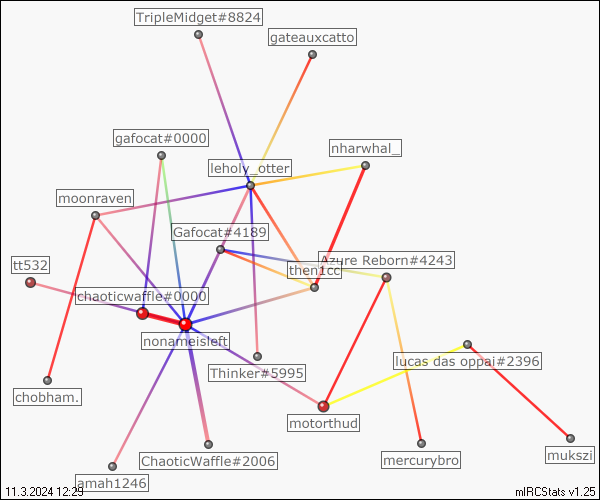 TripleMidget#8824
gateauxcatto
gafocat#0000
nharwhal_
leholy_otter
moonraven
Gafocat#4189
tt532
Azure Reborn#4243
then1cc
chaoticwaffle#0000
nonameisleft
lucas das oppai#2396
Thinker#5995
chobham.
motorthud
ChaoticWaffle#2006
mercurybro
mukszi
amah1246
11.3.2024 12:29
mIRCStats v1.25